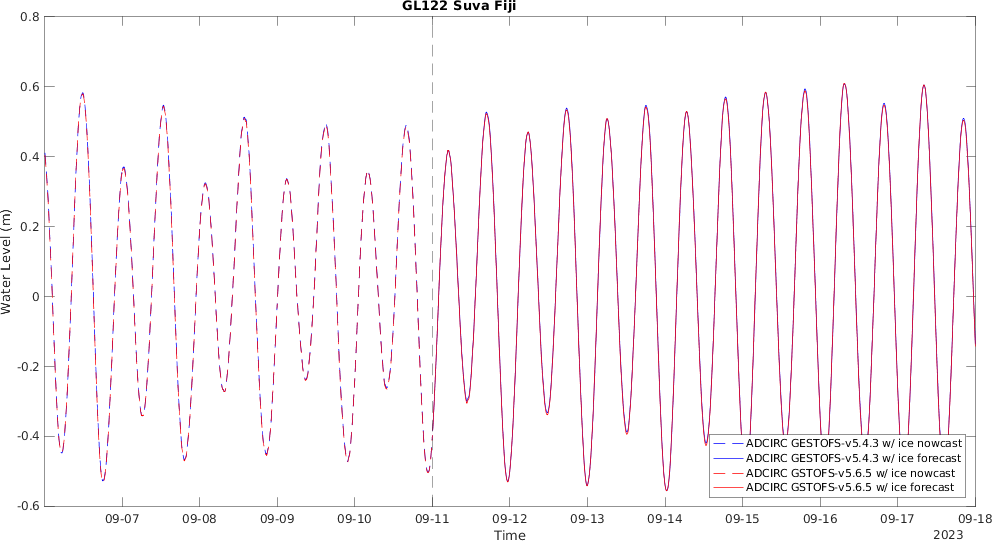 GL122 Suva Fiji
0.8
0.6
0.4
0.2
0
-0.2
-0.4
-0.6
Water Level (m)
ADCIRC GESTOFS-v5.4.3 w/ ice nowcast
ADCIRC GESTOFS-v5.4.3 w/ ice forecast
ADCIRC GSTOFS-v5.6.5 w/ ice nowcast
ADCIRC GSTOFS-v5.6.5 w/ ice forecast
09-07 09-08 09-09 09-10 09-11 09-12 09-13 09-14 09-15 09-16 09-17 09-18
Time
2023